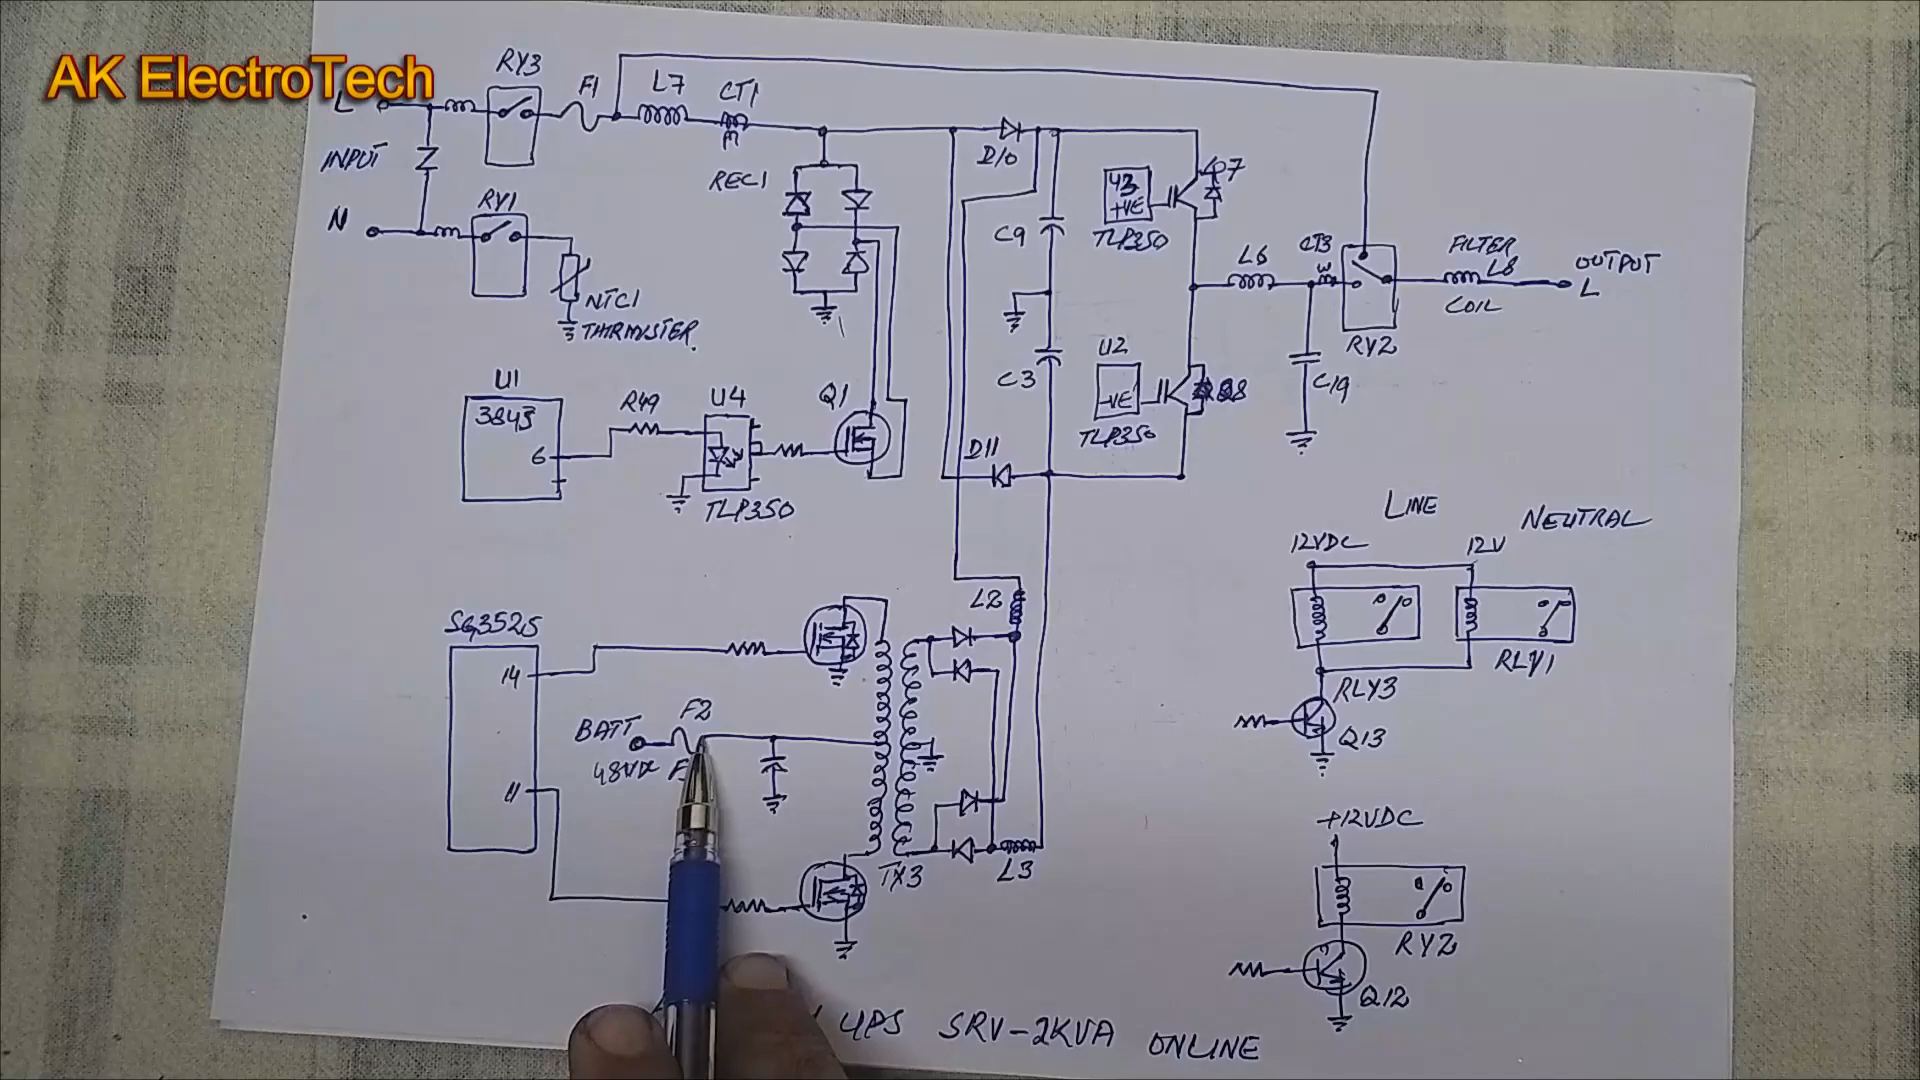 AK ElectroTech
RY3
F1
L7
CT1
L
INPUT
N
RY1
NTC1
THRMISTER.
REC1
D10
C9
U3
+VE
TLP350
Q7
L6
CT3
FILTER
L8
COIL
OUTPUT
L
RY2
C19
C3
U2
-VE
TLP350
Q8
D11
U1
3843
6
R49
U4
TLP350
Q1
LINE
NEUTRAL
12VDC
12V
RLY3
RLY1
Q13
SG3525
14
11
BATT
48VDC
F2
L2
TX3
L3
+12VDC
RY2
Q12
UPS SRV-2KVA ONLINE